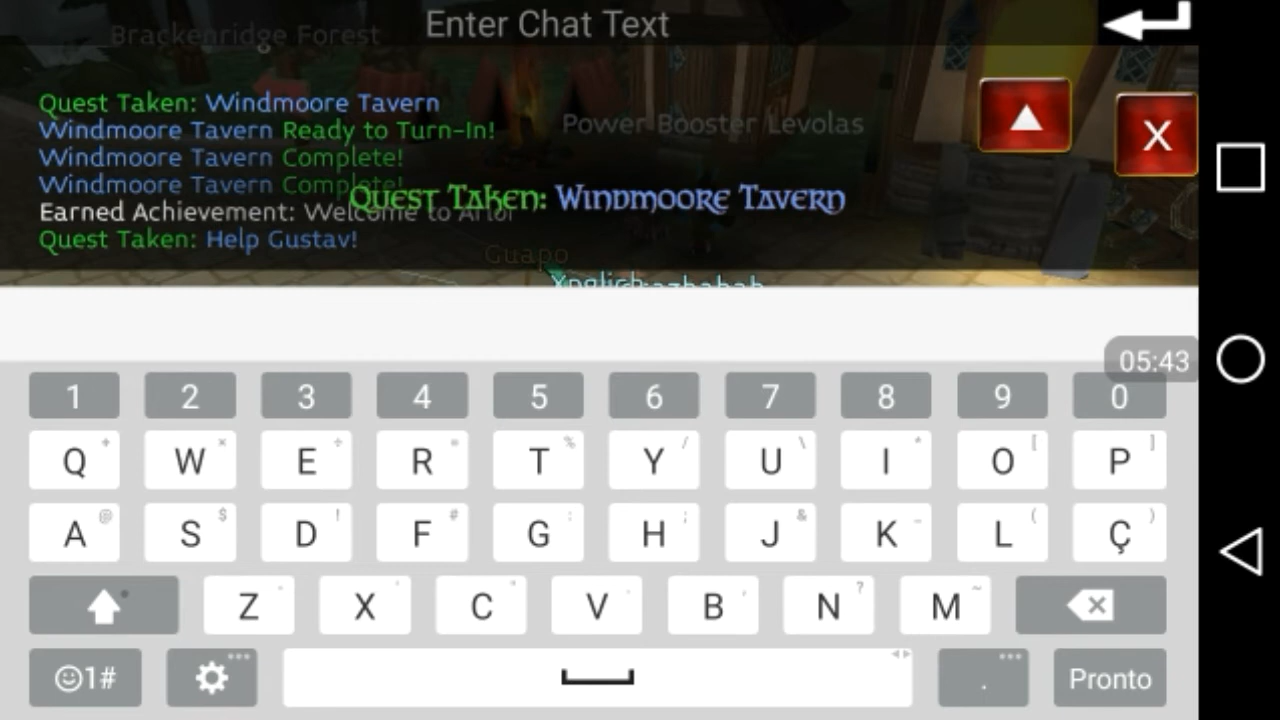 Enter Chat Text
Brackenridge Forest
Quest Taken: Windmoore Tavern
Windmoore Tavern Ready to Turn-In!
Power Booster Levolas
Windmoore Tavern Complete!
Windmoore Tavern Complete!
Quest Taken: Windmoore Tavern
Earned Achievement: Welcome to Arlor
Quest Taken: Help Gustav!
Guapo
X
05:43
1 2 3 4 5 6 7 8 9 0
Q + W × E ÷ R = T % Y / U \ I * O [ P ]
A @ S $ D ! F # G : H ; J & K _ L ( Ç )
Z - X ' C " V B N ? M ~
1# ... ... . Pronto